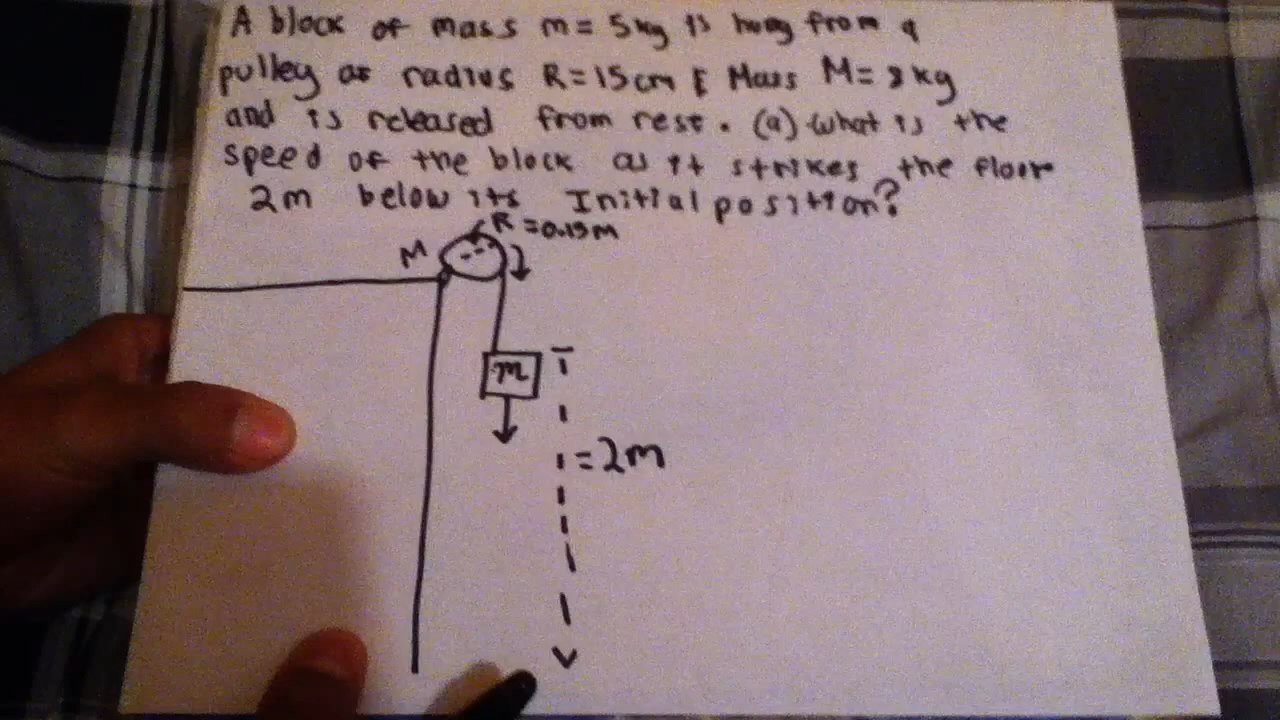 A block of mass m = 5kg is hung from a
pulley of radius R = 15cm & Mass M = 8kg
and is released from rest. (a) What is the
speed of the block as it strikes the floor
2m below its Initial position?
R = 0.15m
M
m
= 2m